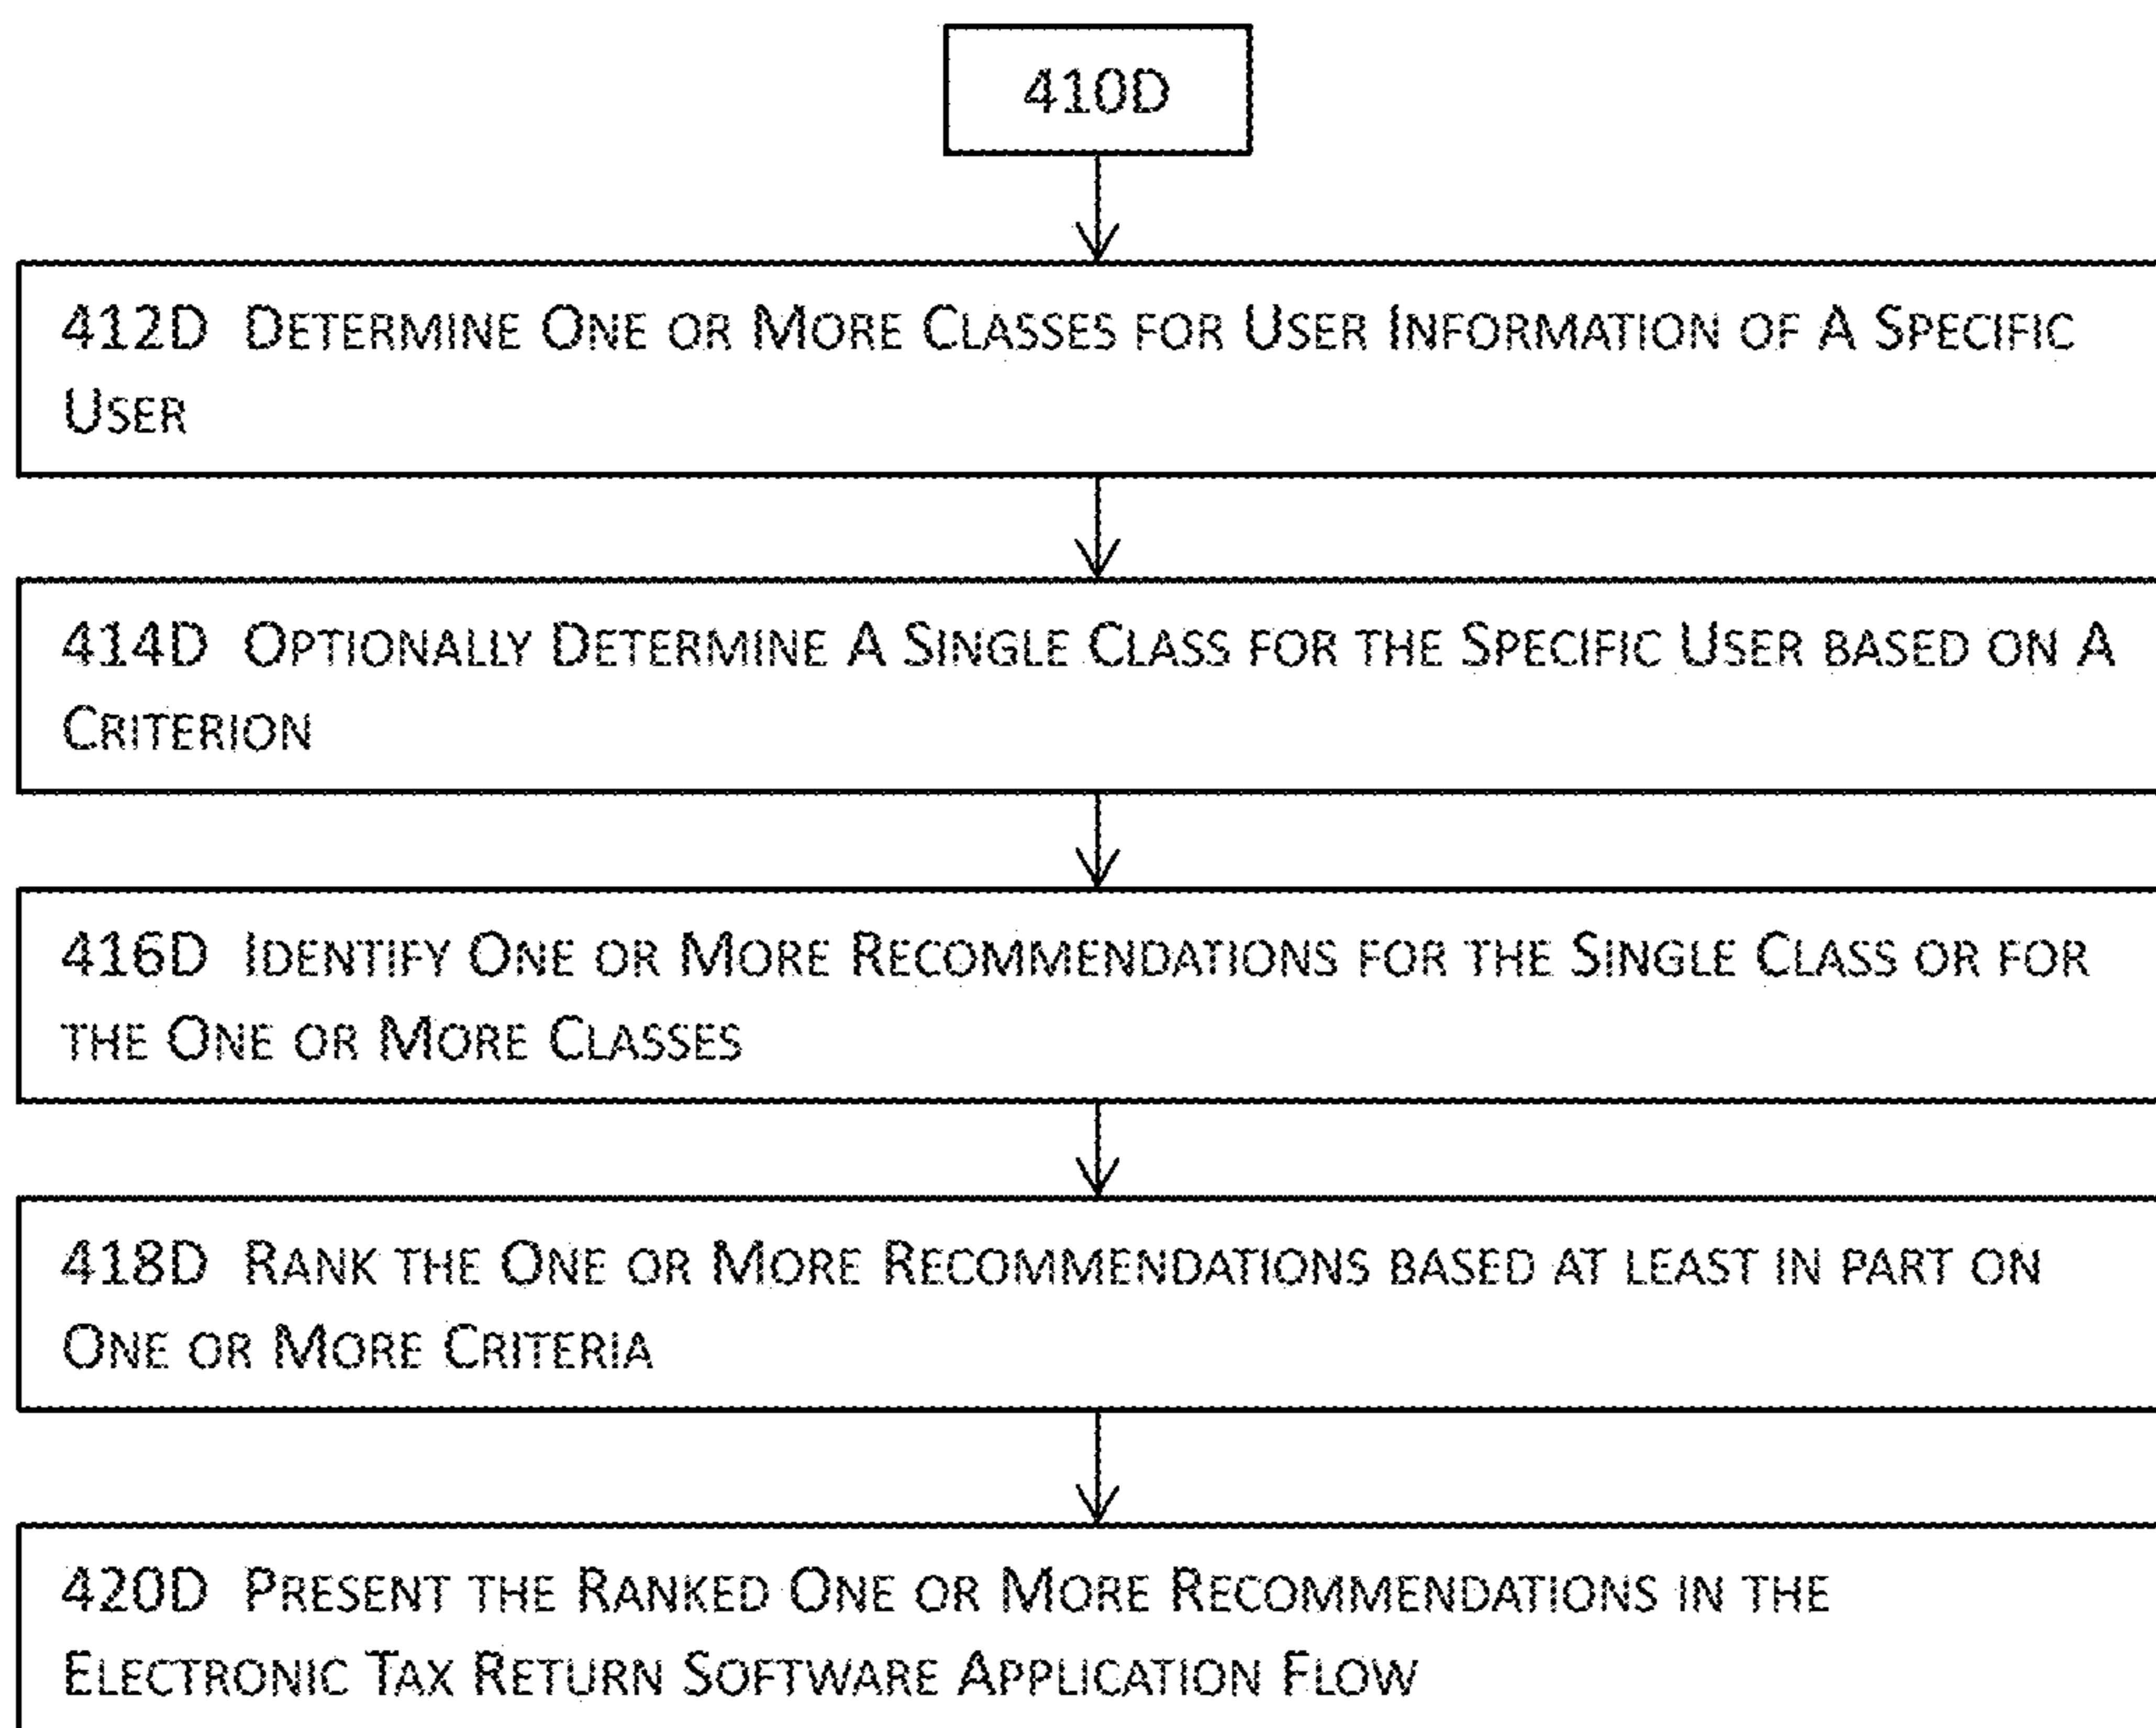 410D
412D DETERMINE ONE OR MORE CLASSES FOR USER INFORMATION OF A SPECIFIC
USER
414D OPTIONALLY DETERMINE A SINGLE CLASS FOR THE SPECIFIC USER BASED ON A
CRITERION
416D IDENTIFY ONE OR MORE RECOMMENDATIONS FOR THE SINGLE CLASS OR FOR
THE ONE OR MORE CLASSES
418D RANK THE ONE OR MORE RECOMMENDATIONS BASED AT LEAST IN PART ON
ONE OR MORE CRITERIA
420D PRESENT THE RANKED ONE OR MORE RECOMMENDATIONS IN THE
ELECTRONIC TAX RETURN SOFTWARE APPLICATION FLOW